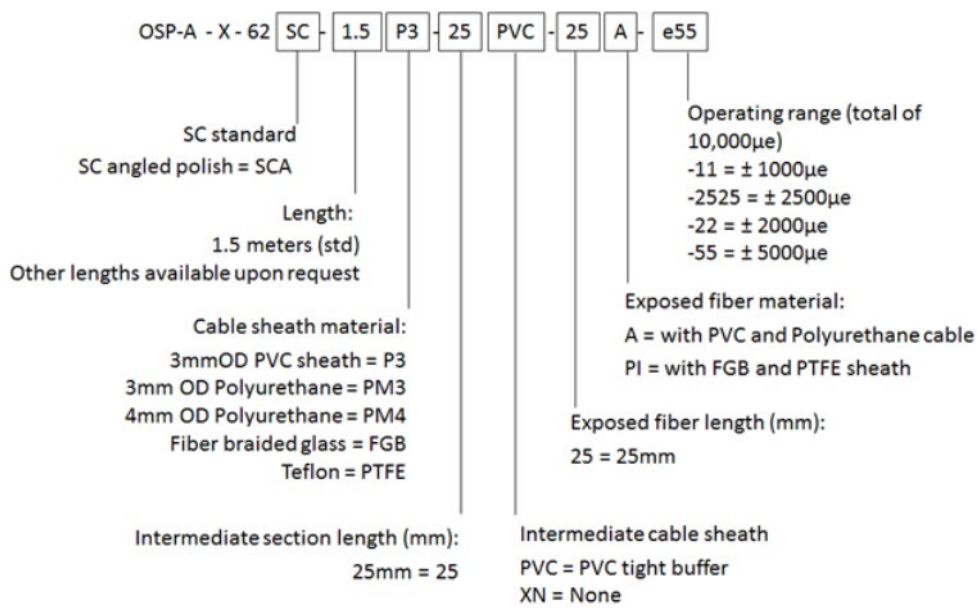 OSP-A - X - 62 SC - 1.5 P3 - 25 PVC - 25 A - e55
SC standard
SC angled polish = SCA
Length:
1.5 meters (std)
Other lengths available upon request
Cable sheath material:
3mmOD PVC sheath = P3
3mm OD Polyurethane = PM3
4mm OD Polyurethane = PM4
Fiber braided glass = FGB
Teflon = PTFE
Intermediate section length (mm):
25mm = 25
Intermediate cable sheath
PVC = PVC tight buffer
XN = None
Exposed fiber length (mm):
25 = 25mm
Exposed fiber material:
A = with PVC and Polyurethane cable
PI = with FGB and PTFE sheath
Operating range (total of
10,000µe)
-11 = ± 1000µe
-2525 = ± 2500µe
-22 = ± 2000µe
-55 = ± 5000µe